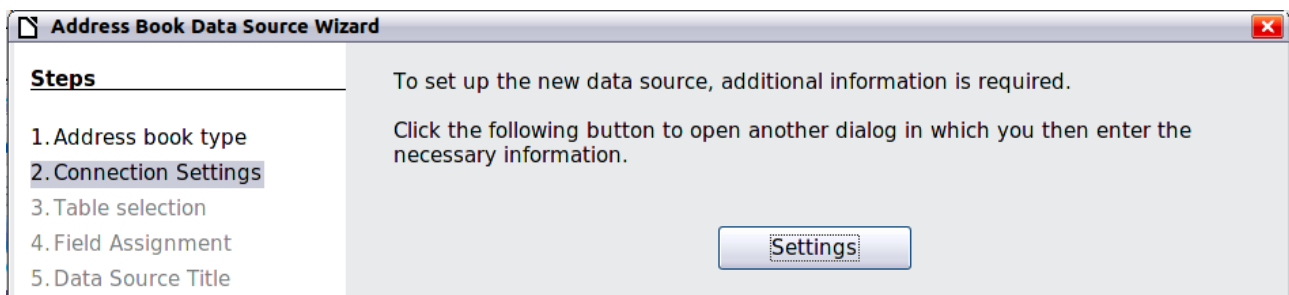 Address Book Data Source Wizard
Steps
1. Address book type
2. Connection Settings
3. Table selection
4. Field Assignment
5. Data Source Title
To set up the new data source, additional information is required.
Click the following button to open another dialog in which you then enter the
necessary information.
Settings